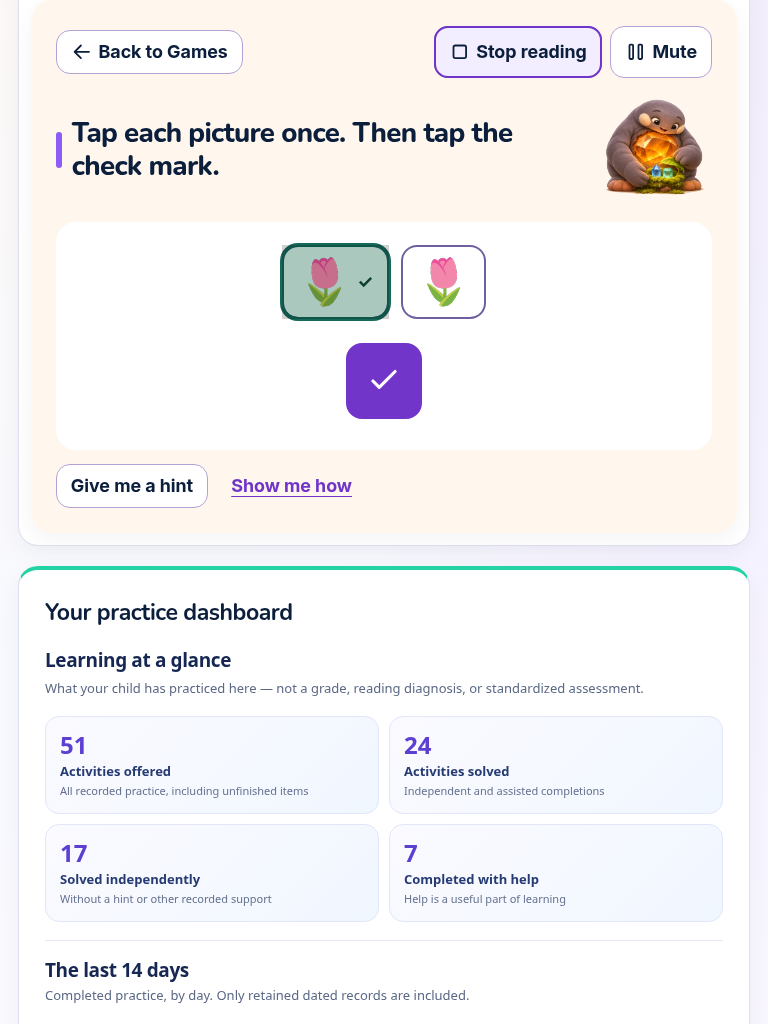 Back to Games
Stop reading
Mute
Tap each picture once. Then tap the
check mark.
Give me a hint
Show me how
Your practice dashboard
Learning at a glance
What your child has practiced here — not a grade, reading diagnosis, or standardized assessment.
51
Activities offered
All recorded practice, including unfinished items
24
Activities solved
Independent and assisted completions
17
Solved independently
Without a hint or other recorded support
7
Completed with help
Help is a useful part of learning
The last 14 days
Completed practice, by day. Only retained dated records are included.